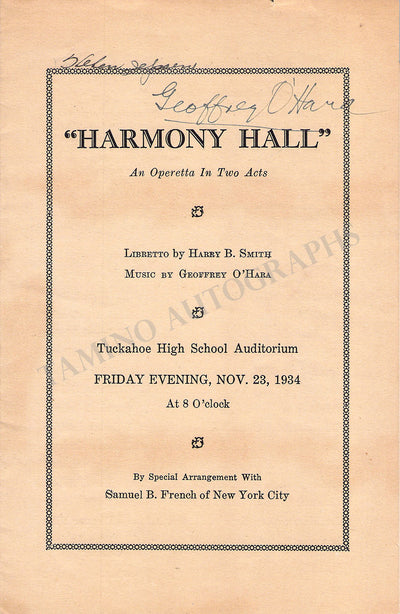 Helen Jepson
Geoffrey O'Hara
"HARMONY HALL"
An Operetta In Two Acts
Libretto by Harry B. Smith
Music by Geoffrey O'Hara
Tuckahoe High School Auditorium
FRIDAY EVENING, NOV. 23, 1934
At 8 O'clock
By Special Arrangement With
Samuel B. French of New York City
TAMINO AUTOGRAPHS